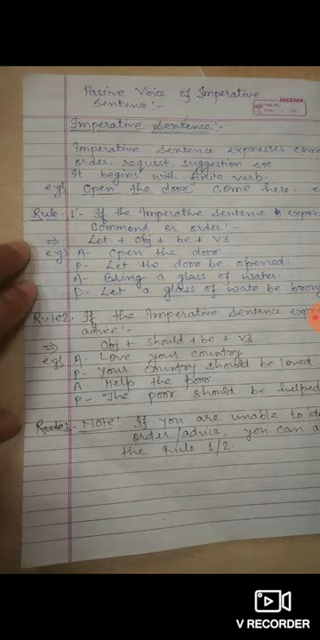 Passive Voice of Imperative
Sentence:-
Imperative Sentence:-
Imperative Sentence expresses
order, request, suggestion etc
It begins with finite verb.
eg) Open the door. come here.
Rule-1:- If the Imperative Sentence
Command or order:-
⇒ Let + obj + be + V3
eg) A- Open the door
P- Let the door be opened.
A- Bring a glass of water
P- Let a glass of wate be
Rule2- If the Imperative Sentence
advice:-
⇒ Obj + should + be + V3
eg) A- Love your country
P- Your country should be loved
A- Help the poor
P- The poor should be helped
Note: If you are unable to
order/advice, you can
the Rule 1/2.
V RECORDER